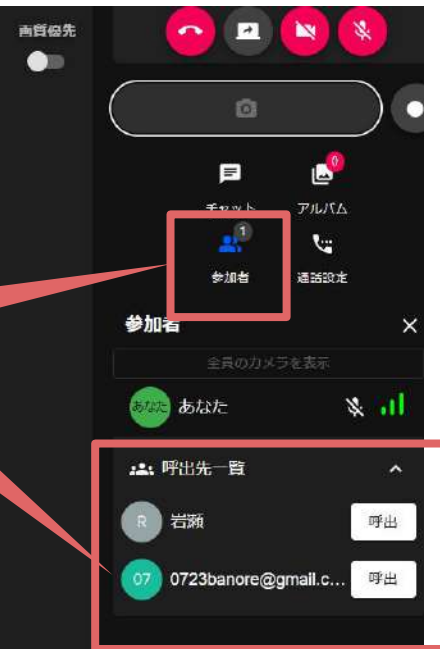 画質優先
0
チャット
アルバム
1
参加者
通話設定
参加者
全員のカメラを表示
あなた
あなた
呼出先一覧
R
岩瀬
呼出
07
0723banore@gmail.c...
呼出